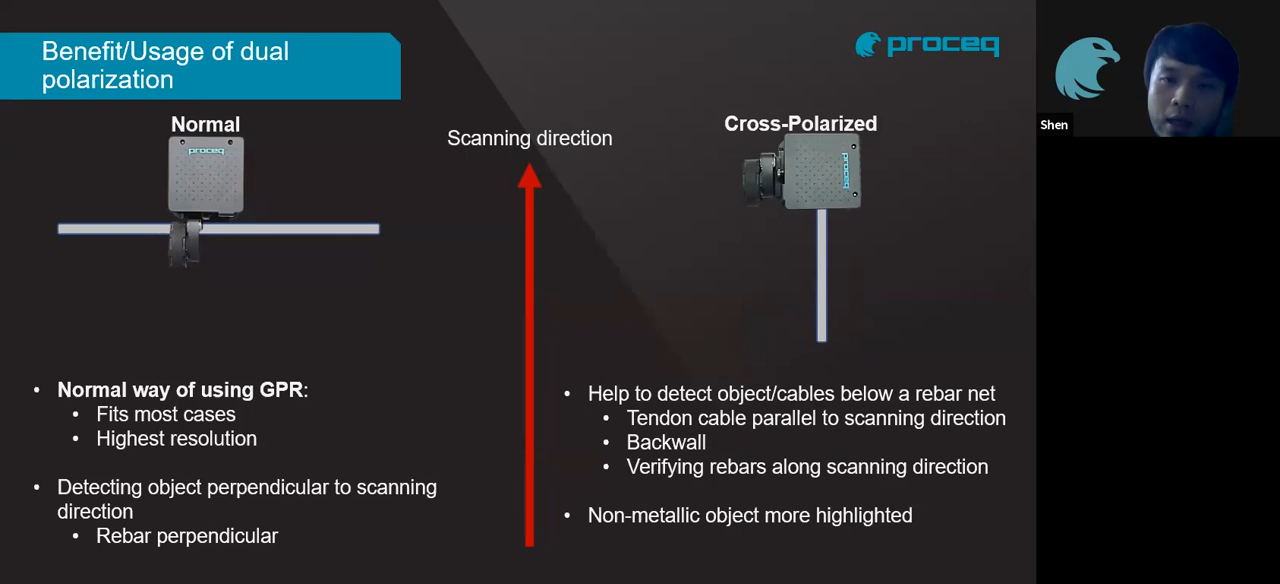 Benefit/Usage of dual
polarization
proceq
Shen
Normal
proceq
Scanning direction
Cross-Polarized
proceq
• Normal way of using GPR:
• Fits most cases
• Highest resolution
• Detecting object perpendicular to scanning
direction
• Rebar perpendicular
• Help to detect object/cables below a rebar net
• Tendon cable parallel to scanning direction
• Backwall
• Verifying rebars along scanning direction
• Non-metallic object more highlighted